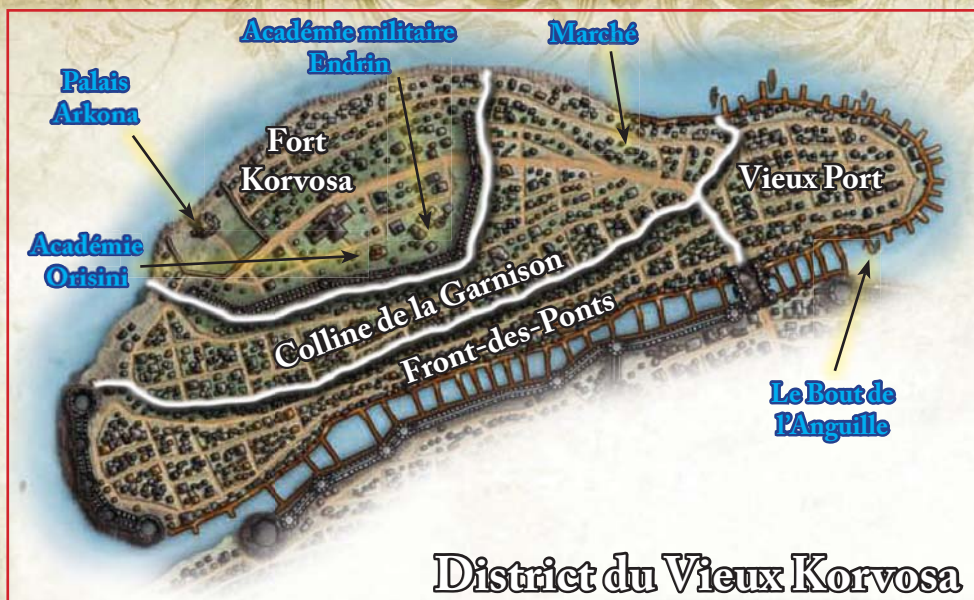 Académie militaire
Endrin
Marché
Palais
Arkona
Fort
Korvosa
Vieux Port
Académie
Orisini
Colline de la Garnison
Front-des-Ponts
Le Bout de
l'Anguille
District du Vieux Korvosa